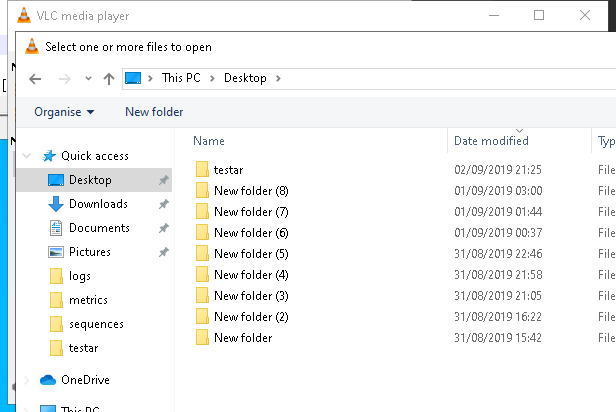 VLC media player
Select one or more files to open
This PC > Desktop >
Organise New folder
Name Date modified Typ
Quick access
Desktop
Downloads
Documents
Pictures
logs
metrics
sequences
testar
OneDrive
This PC
testar 02/09/2019 21:25 File
New folder (8) 01/09/2019 03:00 File
New folder (7) 01/09/2019 01:44 File
New folder (6) 01/09/2019 00:37 File
New folder (5) 31/08/2019 22:46 File
New folder (4) 31/08/2019 21:58 File
New folder (3) 31/08/2019 21:05 File
New folder (2) 31/08/2019 16:22 File
New folder 31/08/2019 15:42 File